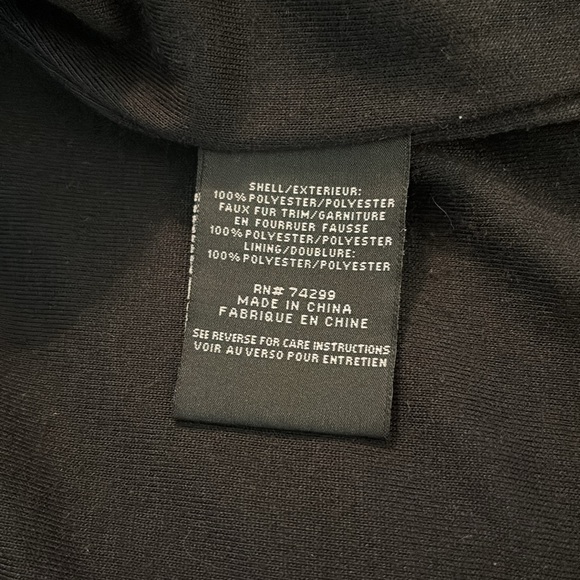 SHELL/EXTERIEUR:
100% POLYESTER/POLYESTER
FAUX FUR TRIM/GARNITURE
EN FOURRUER FAUSSE
100% POLYESTER/POLYESTER
LINING/DOUBLURE:
100% POLYESTER/POLYESTER
RN# 74299
MADE IN CHINA
FABRIQUE EN CHINE
SEE REVERSE FOR CARE INSTRUCTIONS
VOIR AU VERSO POUR ENTRETIEN